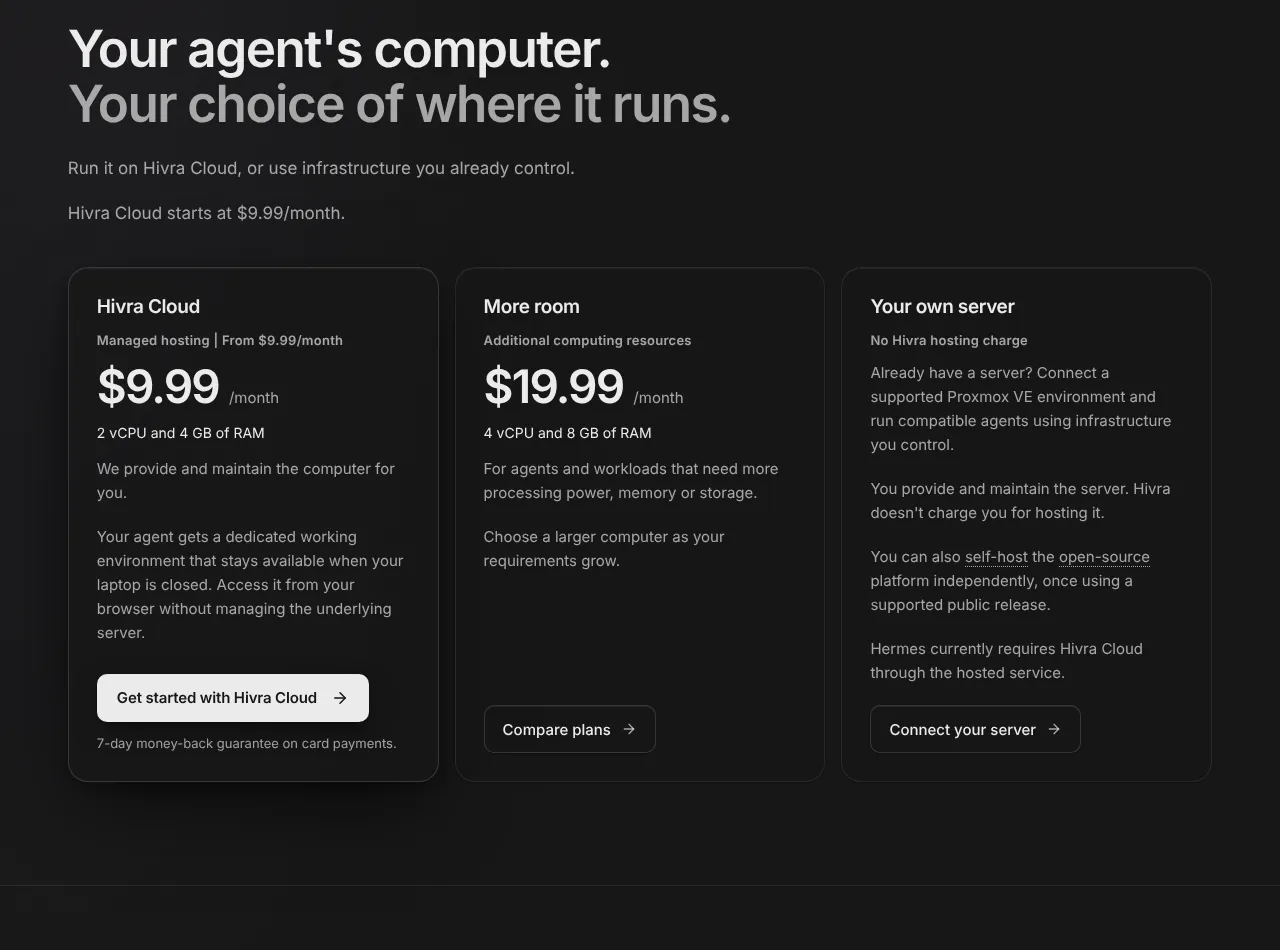 Your agent's computer.
Your choice of where it runs.
Run it on Hivra Cloud, or use infrastructure you already control.
Hivra Cloud starts at $9.99/month.
Hivra Cloud
Managed hosting | From $9.99/month
$9.99 /month
2 vCPU and 4 GB of RAM
We provide and maintain the computer for
you.
Your agent gets a dedicated working
environment that stays available when your
laptop is closed. Access it from your
browser without managing the underlying
server.
Get started with Hivra Cloud →
7-day money-back guarantee on card payments.
More room
Additional computing resources
$19.99 /month
4 vCPU and 8 GB of RAM
For agents and workloads that need more
processing power, memory or storage.
Choose a larger computer as your
requirements grow.
Compare plans →
Your own server
No Hivra hosting charge
Already have a server? Connect a
supported Proxmox VE environment and
run compatible agents using infrastructure
you control.
You provide and maintain the server. Hivra
doesn't charge you for hosting it.
You can also self-host the open-source
platform independently, once using a
supported public release.
Hermes currently requires Hivra Cloud
through the hosted service.
Connect your server →